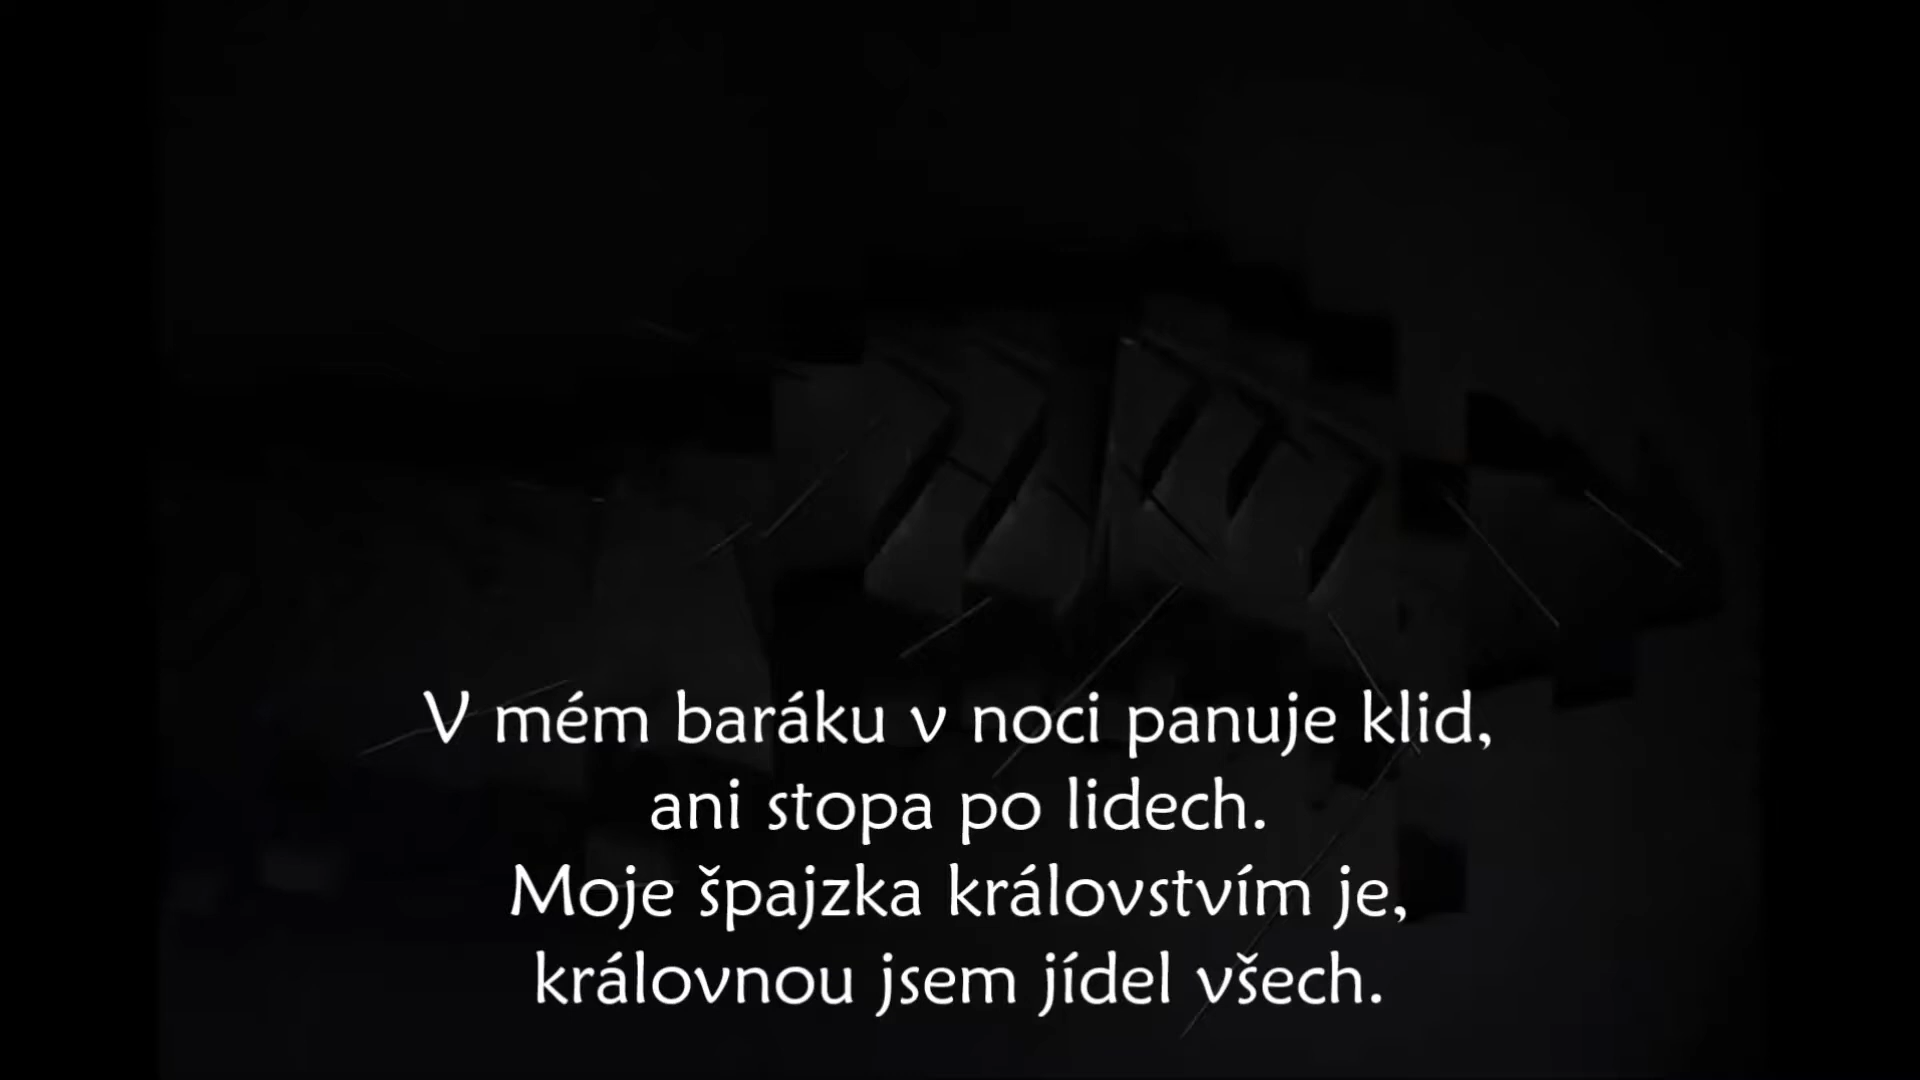 V mém baráku v noci panuje klid,
ani stopa po lidech.
Moje špajzka královstvím je,
královnou jsem jídel všech.